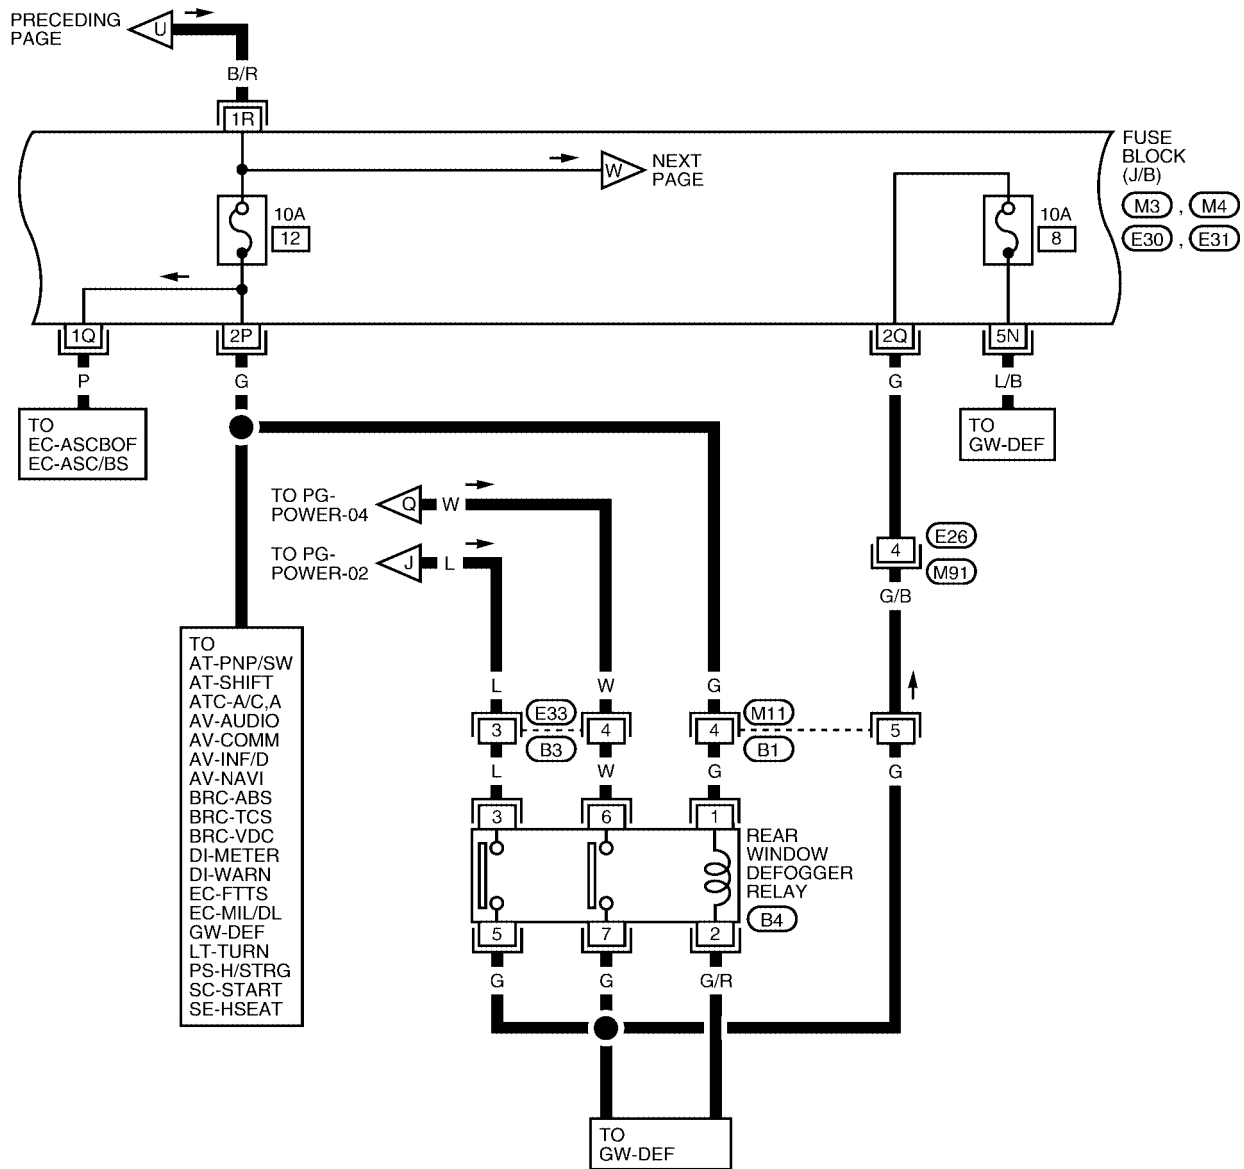 PRECEDING
PAGE
U
B/R
1R
FUSE
BLOCK
(J/B)
M3 , M4
E30 , E31
W
NEXT
PAGE
10A
12
10A
8
1Q
2P
2Q
5N
P
G
G
L/B
TO
EC-ASCBOF
EC-ASC/BS
TO
GW-DEF
TO PG-
POWER-04
Q
W
TO PG-
POWER-02
J
L
4
E26
M91
G/B
TO
AT-PNP/SW
AT-SHIFT
ATC-A/C,A
AV-AUDIO
AV-COMM
AV-INF/D
AV-NAVI
BRC-ABS
BRC-TCS
BRC-VDC
DI-METER
DI-WARN
EC-FTTS
EC-MIL/DL
GW-DEF
LT-TURN
PS-H/STRG
SC-START
SE-HSEAT
L
W
G
3
E33
B3
4
4
M11
B1
5
L
W
G
G
3
6
1
REAR
WINDOW
DEFOGGER
RELAY
B4
5
7
2
G
G
G/R
TO
GW-DEF